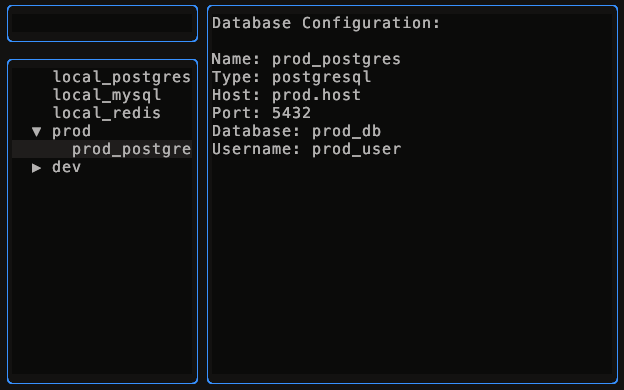 local_postgres
local_mysql
local_redis
▼ prod
prod_postgre
▶ dev
Database Configuration:
Name: prod_postgres
Type: postgresql
Host: prod.host
Port: 5432
Database: prod_db
Username: prod_user